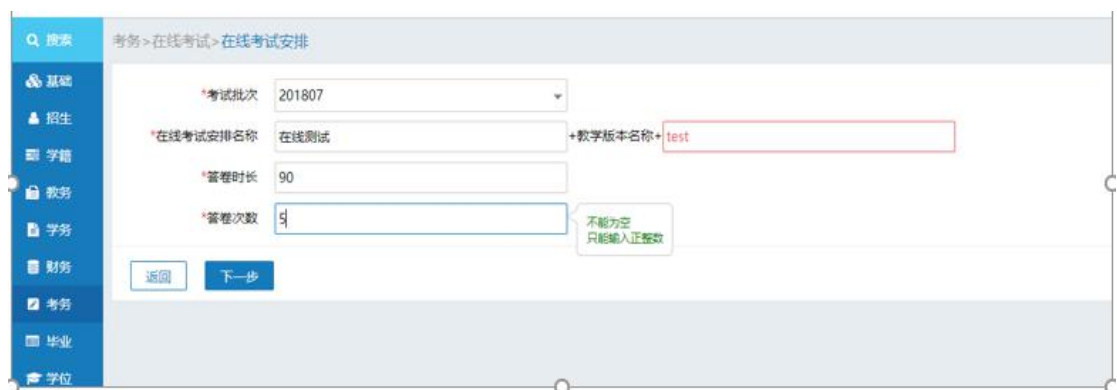 搜索
考务>在线考试>在线考试安排
基础
招生
学籍
教务
学务
财务
考务
毕业
学位
*考试批次 201807
*在线考试安排名称 在线测试 +教学版本名称+ test
*答卷时长 90
*答卷次数 5
不能为空
只能输入正整数
返回 下一步